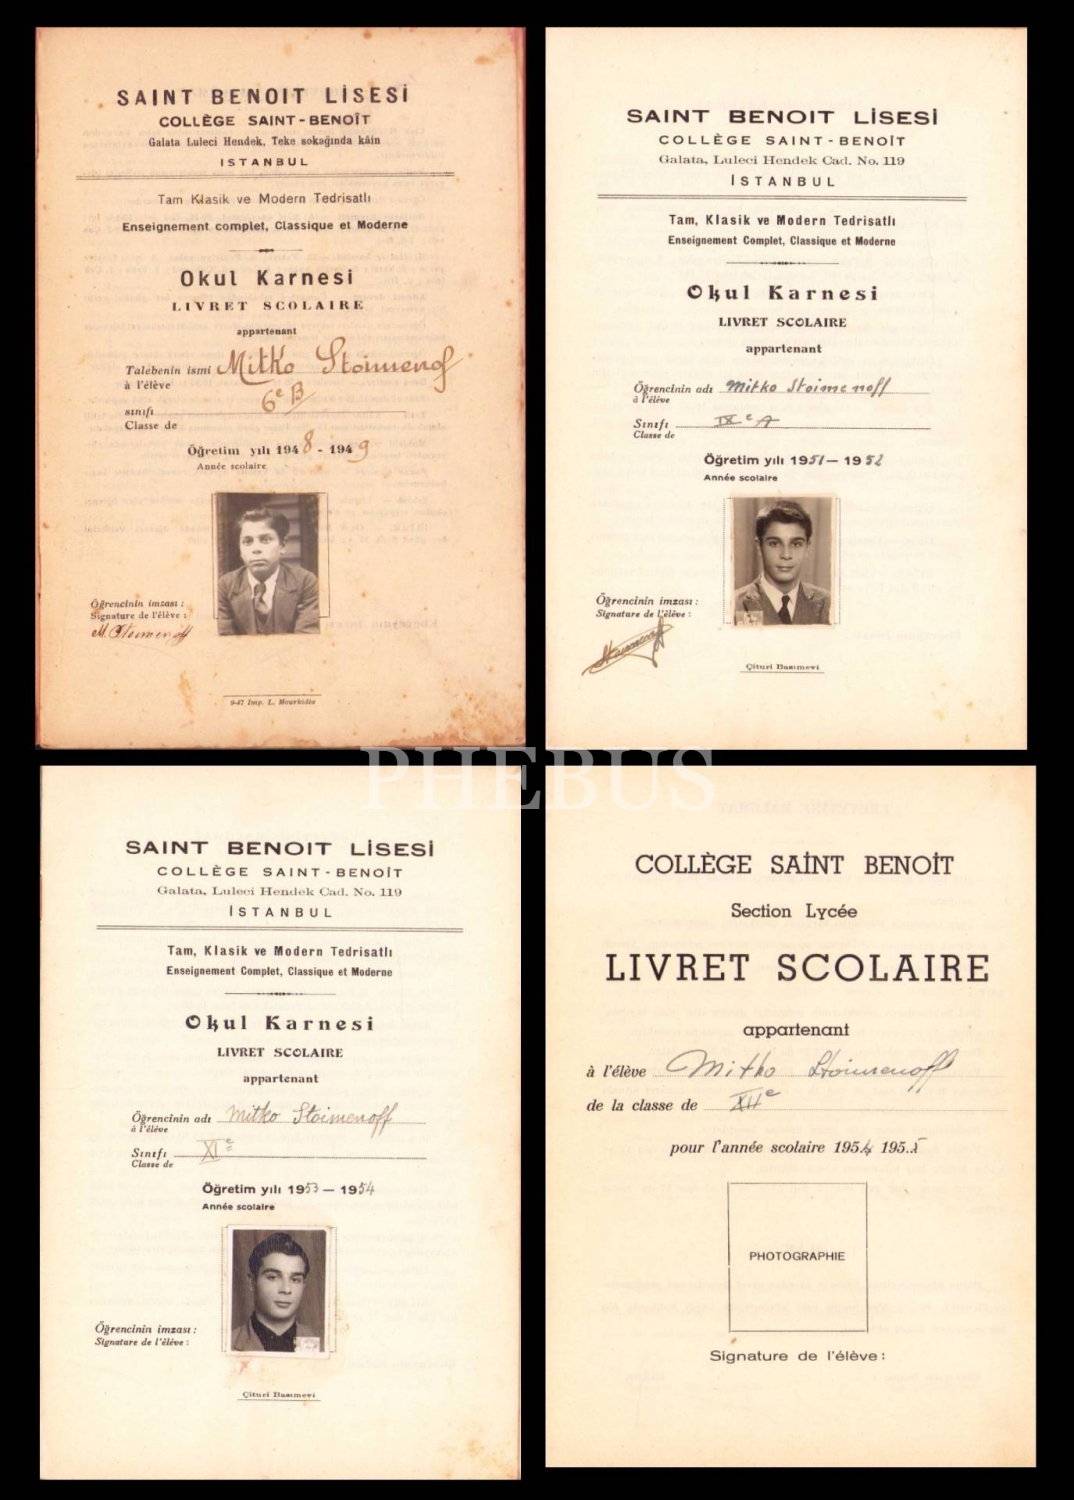 SAINT BENOIT LİSESİ
COLLÈGE SAINT-BENOÎT
Galata Luleci Hendek, Teke sokağında kâin
ISTANBUL
Tam Klasik ve Modern Tedrisatlı
Enseignement complet, Classique et Moderne
Okul Karnesi
LIVRET SCOLAIRE
appartenant
Talebenin ismi Mitko Stoimenof
à l'élève
6e B
sınıfı
Classe de
Öğretim yılı 1948 - 1949
Année scolaire
Öğrencinin imzası :
Signature de l'élève :
M. Stoimenoff
9-47 Imp. L. Mourkidès
SAINT BENOIT LİSESİ
COLLÈGE SAINT-BENOÎT
Galata, Luleci Hendek Cad. No. 119
İSTANBUL
Tam, Klasik ve Modern Tedrisatlı
Enseignement Complet, Classique et Moderne
Okul Karnesi
LIVRET SCOLAIRE
appartenant
Öğrencinin adı Mitko Stoimenoff
à l'élève
Sınıfı IXe A
Classe de
Öğretim yılı 1951 — 1952
Année scolaire
Öğrencinin imzası :
Signature de l'élève :
Stoimenoff
Çituri Basımevi
PHEBUS
SAINT BENOIT LİSESİ
COLLÈGE SAINT-BENOÎT
Galata, Luleci Hendek Cad. No. 119
İSTANBUL
Tam, Klasik ve Modern Tedrisatlı
Enseignement Complet, Classique et Moderne
Okul Karnesi
LIVRET SCOLAIRE
appartenant
Öğrencinin adı Mitko Stoimenoff
à l'élève
Sınıfı XIe
Classe de
Öğretim yılı 1953 — 1954
Année scolaire
Öğrencinin imzası :
Signature de l'élève :
Çituri Basımevi
COLLÈGE SAİNT BENOİT
Section Lycée
LIVRET SCOLAIRE
appartenant
à l'élève Mitko Stoimenoff
de la classe de XIIe
pour l'année scolaire 1954 1955
PHOTOGRAPHIE
Signature de l'élève :